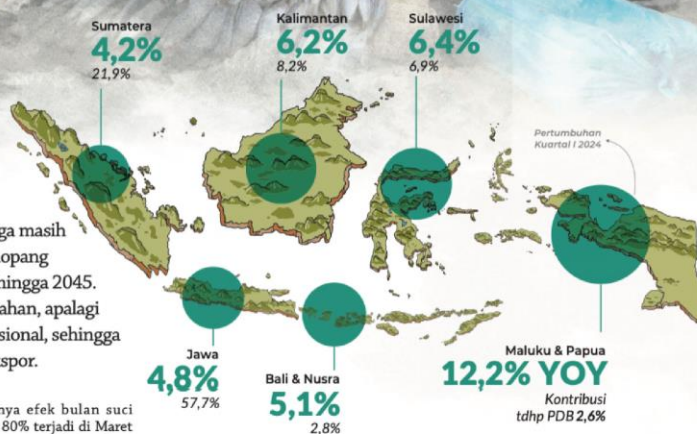 Sumatera
4,2%
21,9%
Kalimantan
6,2%
8,2%
Sulawesi
6,4%
6,9%
Pertumbuhan
Kuartal I 2024
ga masih
opang
hingga 2045.
ahan, apalagi
sional, sehingga
spor.
Jawa
4,8%
57,7%
Bali & Nusra
5,1%
2,8%
Maluku & Papua
12,2% YOY
Kontribusi
tdhp PDB 2,6%
nya efek bulan suci
80% terjadi di Maret